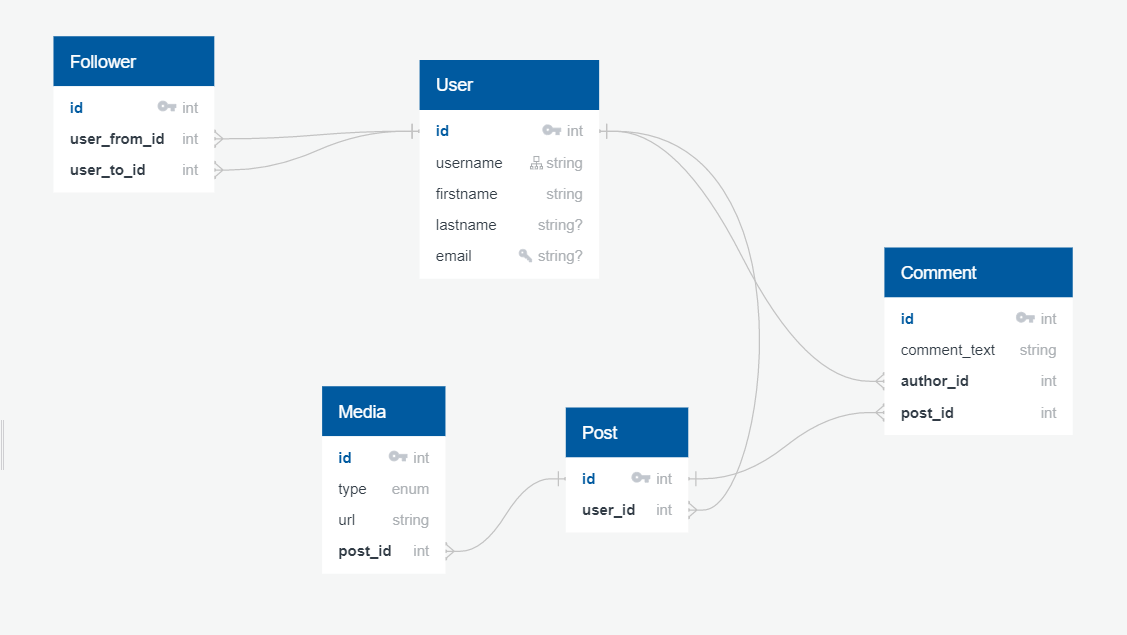 Follower
id int
user_from_id int
user_to_id int
User
id int
username string
firstname string
lastname string?
email string?
Comment
id int
comment_text string
author_id int
post_id int
Media
id int
type enum
url string
post_id int
Post
id int
user_id int